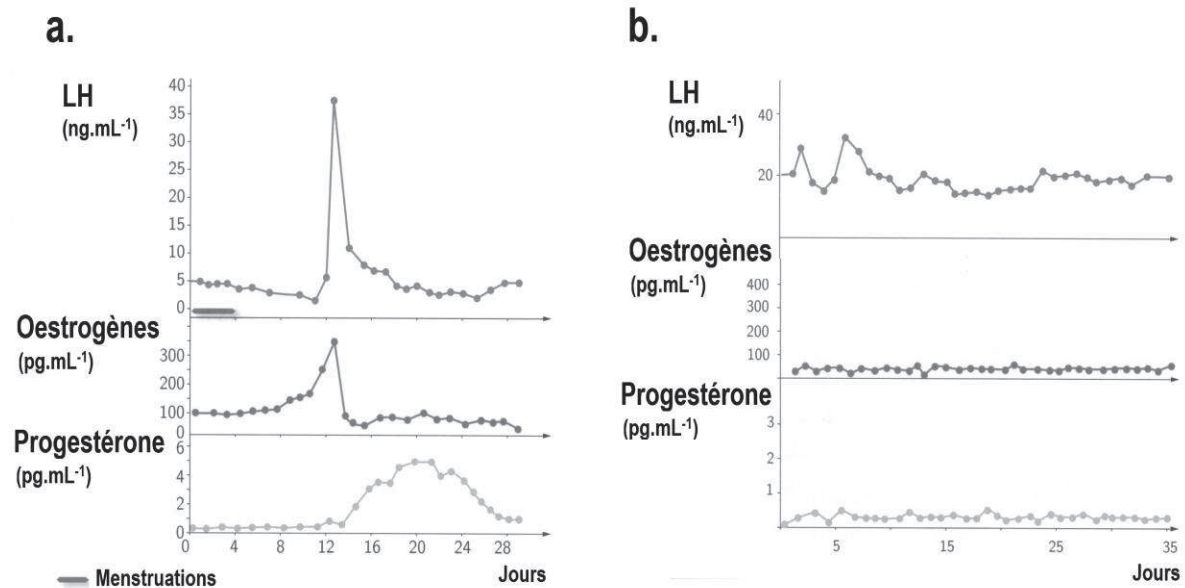 a.
LH
(ng.mL-1)
40
35
30
25
20
15
10
5
0
Oestrogènes
(pg.mL-1)
300
200
100
0
Progestérone
(pg.mL-1)
6
4
2
0
0 4 8 12 16 20 24 28
Menstruations
Jours
b.
LH
(ng.mL-1)
40
20
Oestrogènes
(pg.mL-1)
400
300
200
100
Progestérone
(pg.mL-1)
3
2
1
5 15 25 35
Jours